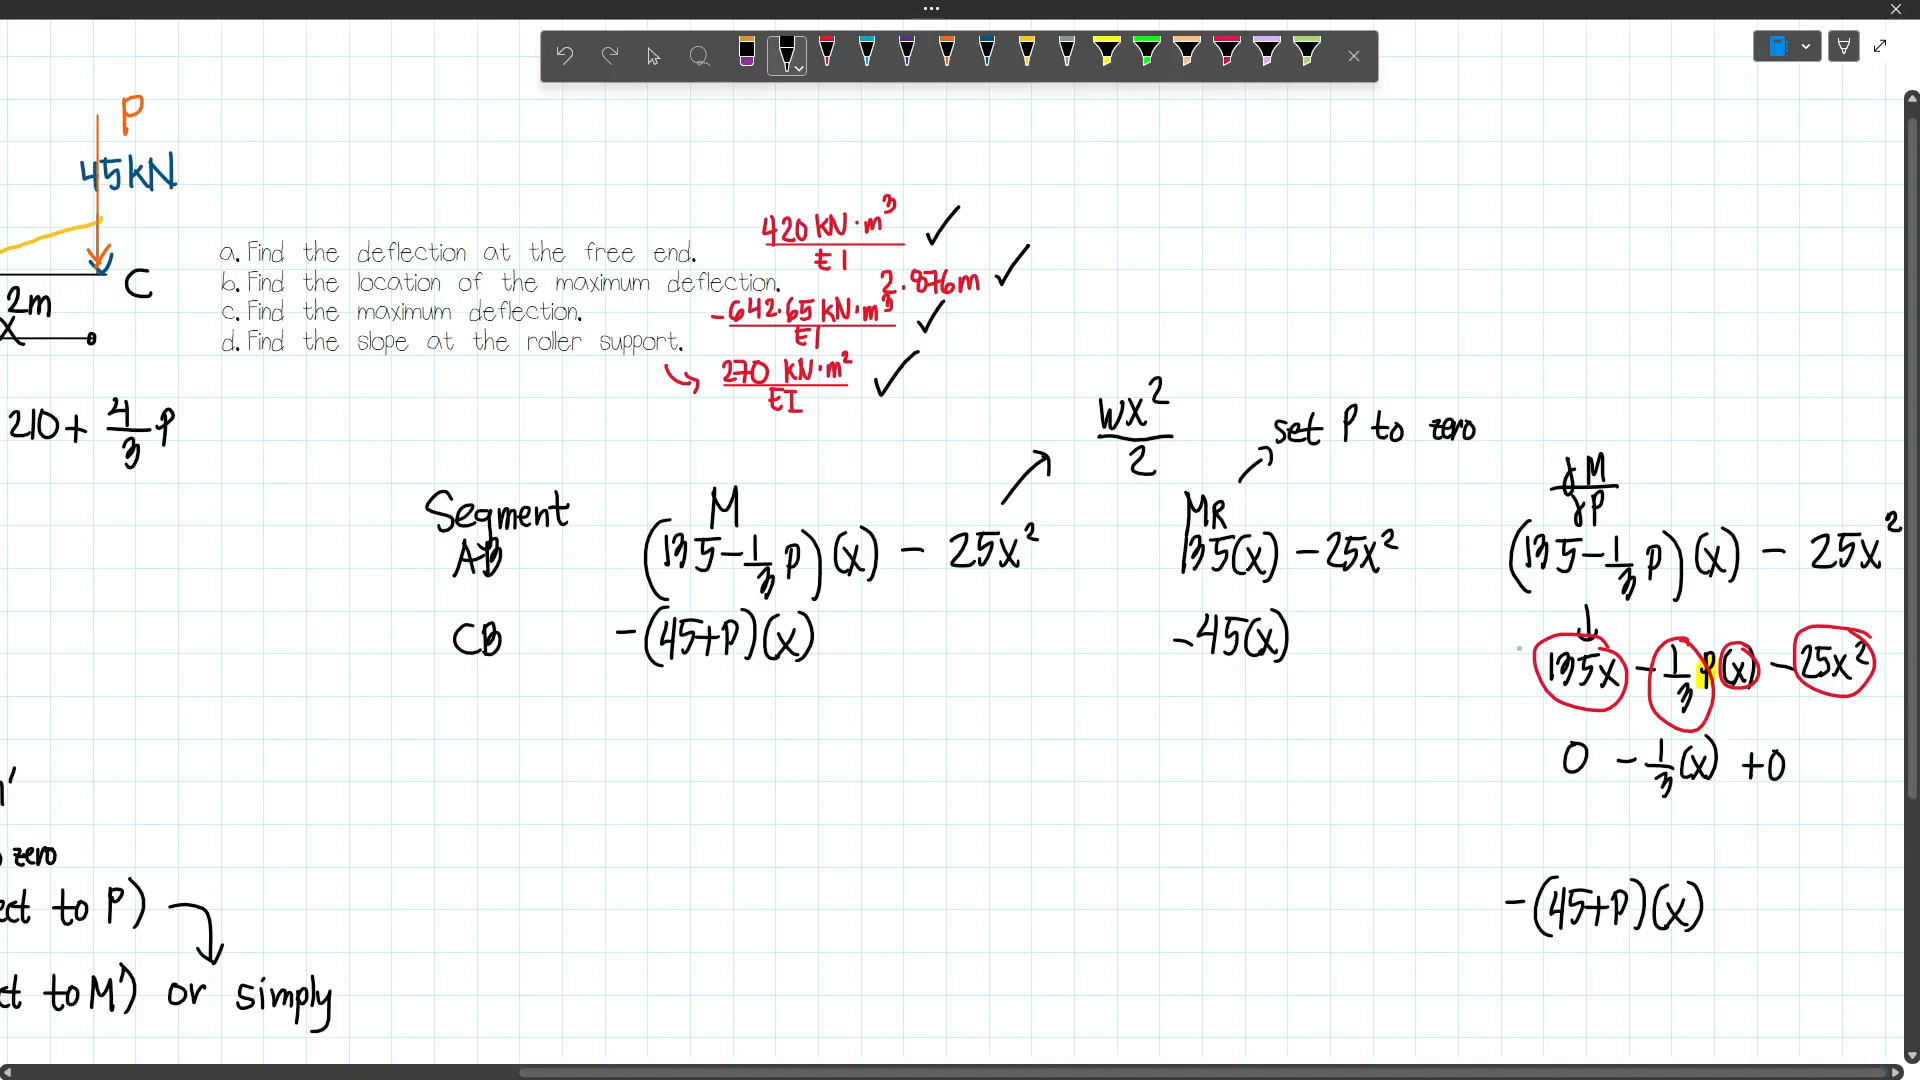 P
45kN
C
2m
x
210 + 4/3 P
a. Find the deflection at the free end. 420 kN·m³/EI ✓
b. Find the location of the maximum deflection. 2.876m ✓
c. Find the maximum deflection. -642.65 kN·m³/EI ✓
d. Find the slope at the roller support. 270 kN·m²/EI ✓
wx²/2
set P to zero
Segment M MR ∂M/∂P
AB (135-1/3 P)(x) - 25x² 135(x) - 25x² (135-1/3 P)(x) - 25x²
CB -(45+P)(x) -45(x)
135x - 1/3 P(x) - 25x²
0 - 1/3(x) + 0
-(45+P)(x)
zero
ect to P)
ct to M') or simply